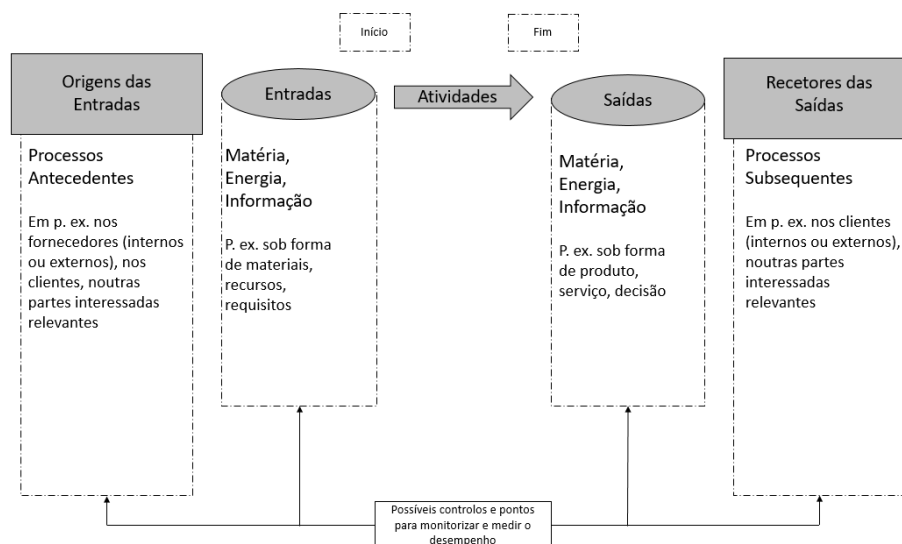 Início
Fim
Origens das
Entradas
Entradas
Atividades
Saídas
Recetores das
Saídas
Processos
Antecedentes
Em p. ex. nos
fornecedores (internos
ou externos), nos
clientes, noutras
partes interessadas
relevantes
Matéria,
Energia,
Informação
P. ex. sob forma
de materiais,
recursos,
requisitos
Matéria,
Energia,
Informação
P. ex. sob forma
de produto,
serviço, decisão
Processos
Subsequentes
Em p. ex. nos clientes
(internos ou externos),
noutras partes
interessadas
relevantes
Possíveis controlos e pontos
para monitorizar e medir o
desempenho